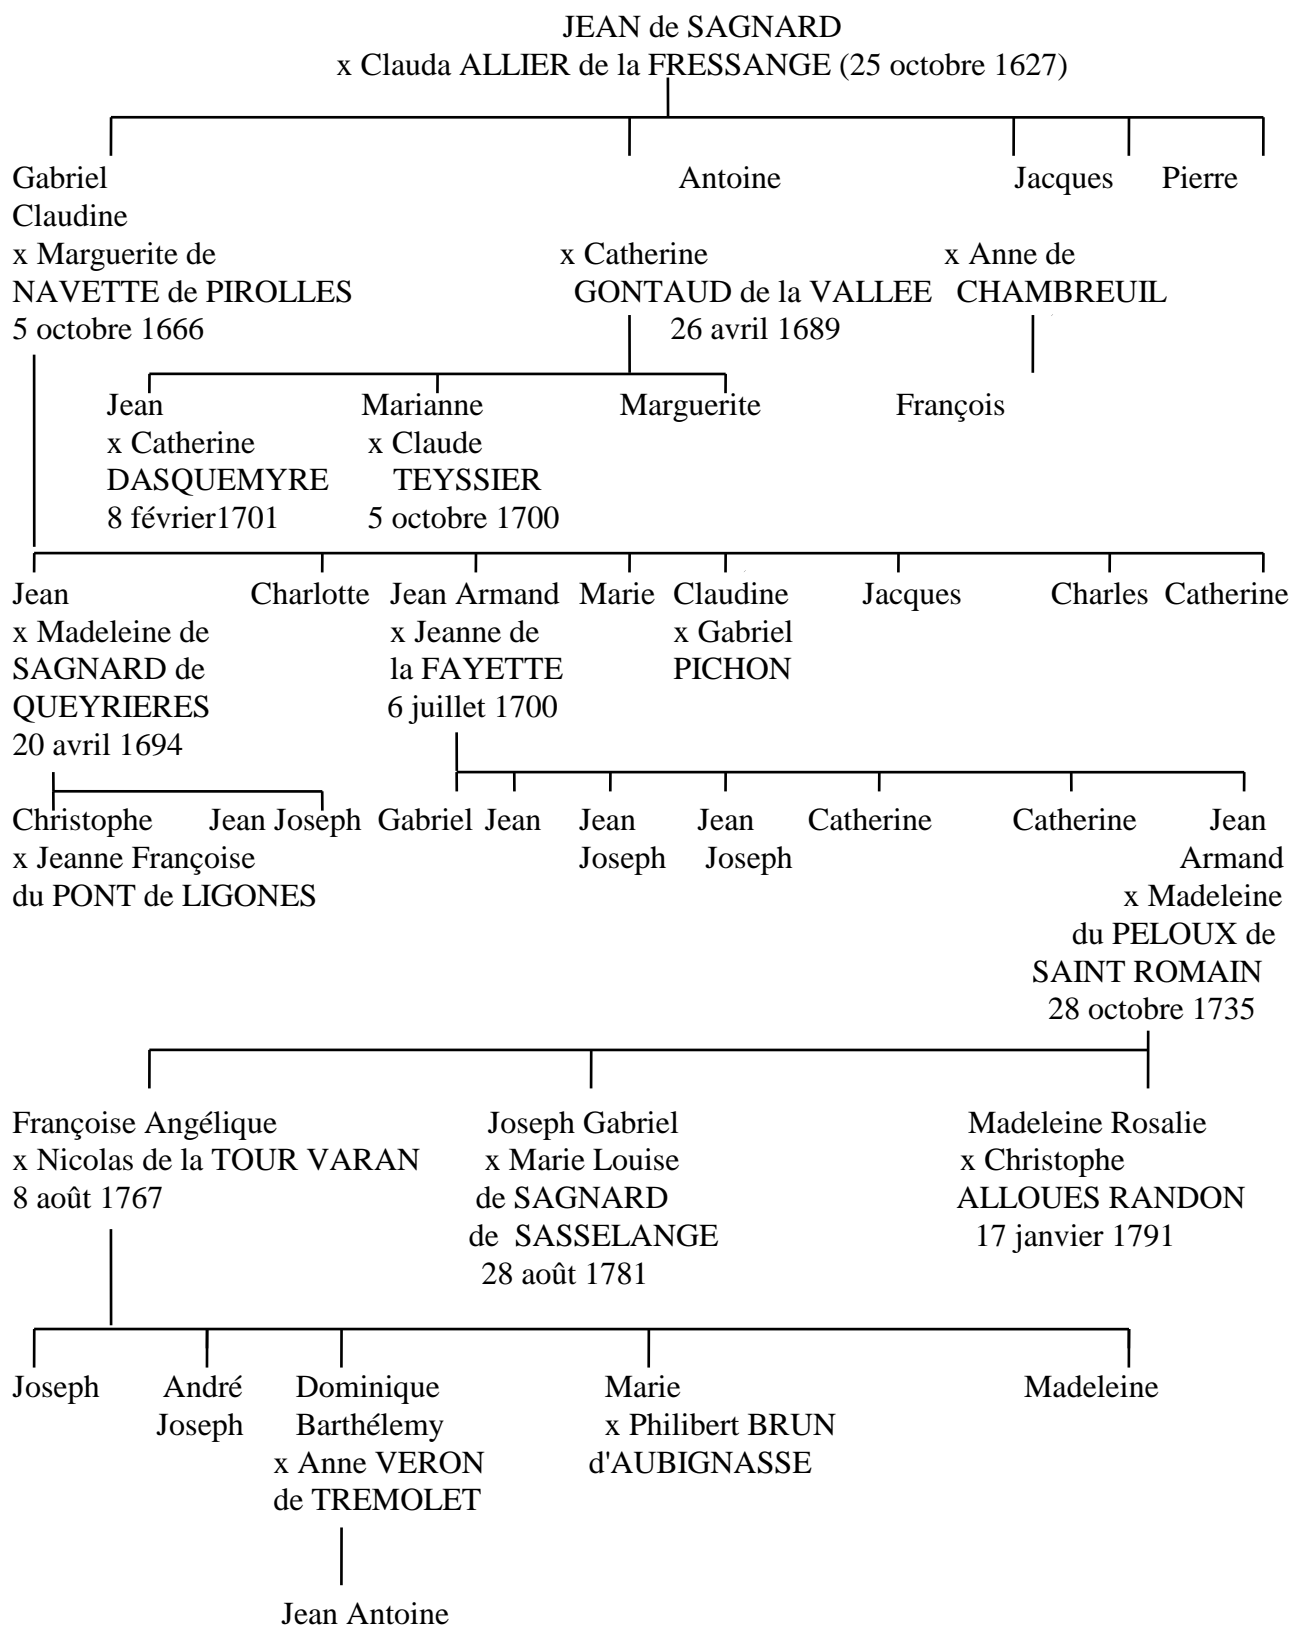 JEAN de SAGNARD
x Clauda ALLIER de la FRESSANGE (25 octobre 1627)
Gabriel Antoine Jacques Pierre
Claudine
x Marguerite de x Catherine x Anne de
NAVETTE de PIROLLES GONTAUD de la VALLEE CHAMBREUIL
5 octobre 1666 26 avril 1689
Jean Marianne Marguerite François
x Catherine x Claude
DASQUEMYRE TEYSSIER
8 février1701 5 octobre 1700
Jean Charlotte Jean Armand Marie Claudine Jacques Charles Catherine
x Madeleine de x Jeanne de x Gabriel
SAGNARD de la FAYETTE PICHON
QUEYRIERES 6 juillet 1700
20 avril 1694
Christophe Jean Joseph Gabriel Jean Jean Jean Catherine Catherine Jean
x Jeanne Françoise Joseph Joseph Armand
du PONT de LIGONES x Madeleine
du PELOUX de
SAINT ROMAIN
28 octobre 1735
Françoise Angélique Joseph Gabriel Madeleine Rosalie
x Nicolas de la TOUR VARAN x Marie Louise x Christophe
8 août 1767 de SAGNARD ALLOUES RANDON
de SASSELANGE 17 janvier 1791
28 août 1781
Joseph André Dominique Marie Madeleine
Joseph Barthélemy x Philibert BRUN
x Anne VERON d'AUBIGNASSE
de TREMOLET
Jean Antoine